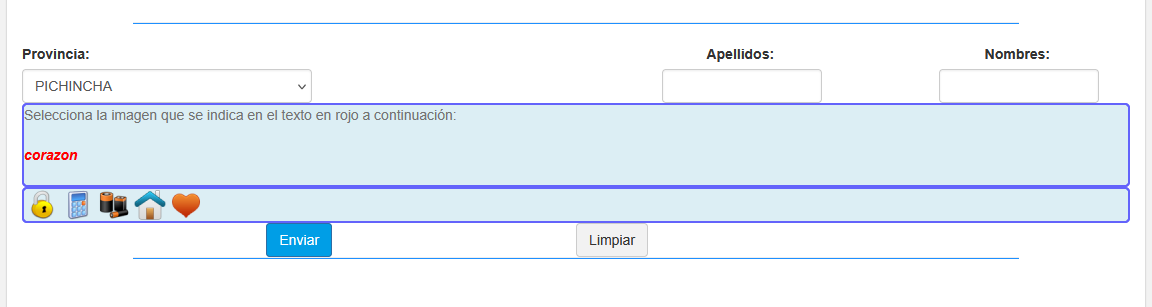 Provincia:
Apellidos:
Nombres:
PICHINCHA
Selecciona la imagen que se indica en el texto en rojo a continuación:
corazon
Enviar
Limpiar